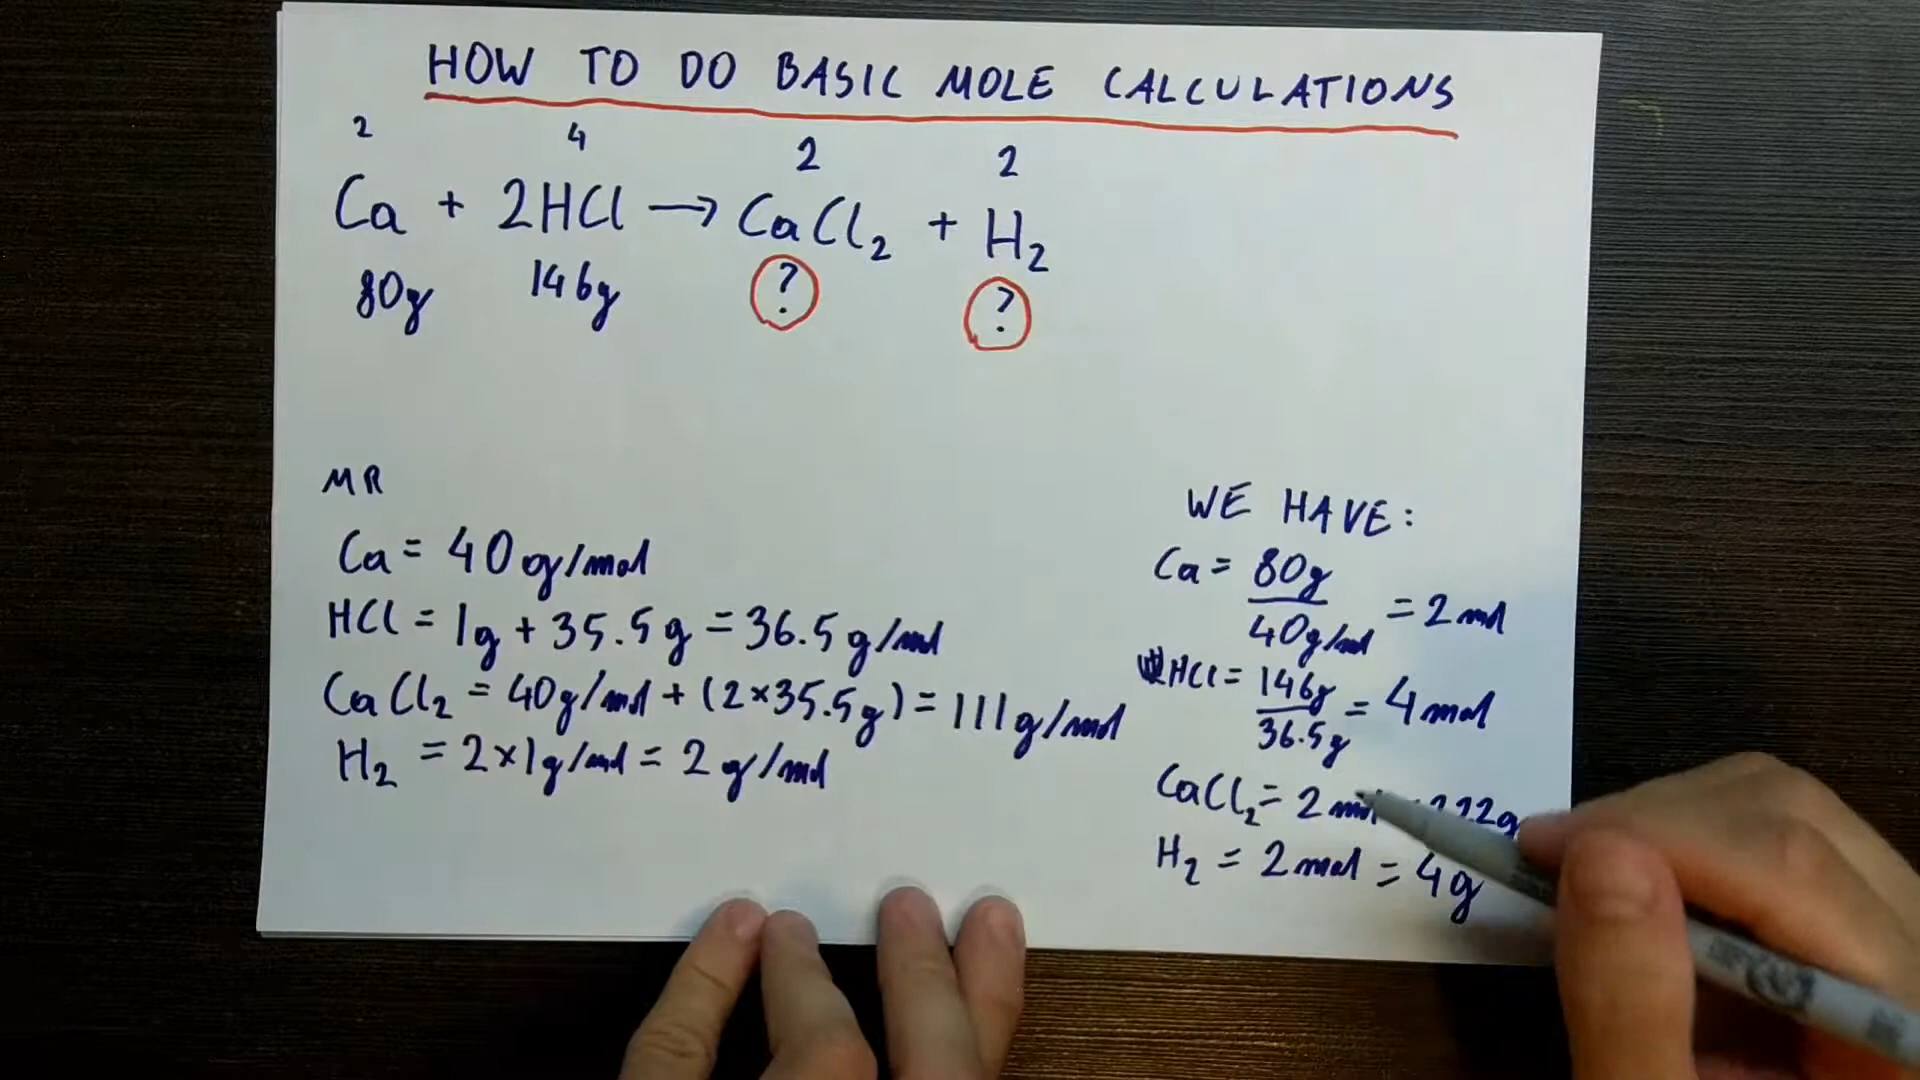 HOW TO DO BASIC MOLE CALCULATIONS
2 4 2 2
Ca + 2HCl → CaCl₂ + H₂
80g 146g ? ?
MR
Ca = 40g/mol
HCl = 1g + 35.5g = 36.5g/mol
CaCl₂ = 40g/mol + (2×35.5g) = 111g/mol
H₂ = 2×1g/mol = 2g/mol
WE HAVE:
Ca = 80g
40g/mol = 2mol
HCl = 146g
36.5g = 4mol
CaCl₂ = 2mol 222g
H₂ = 2mol = 4g